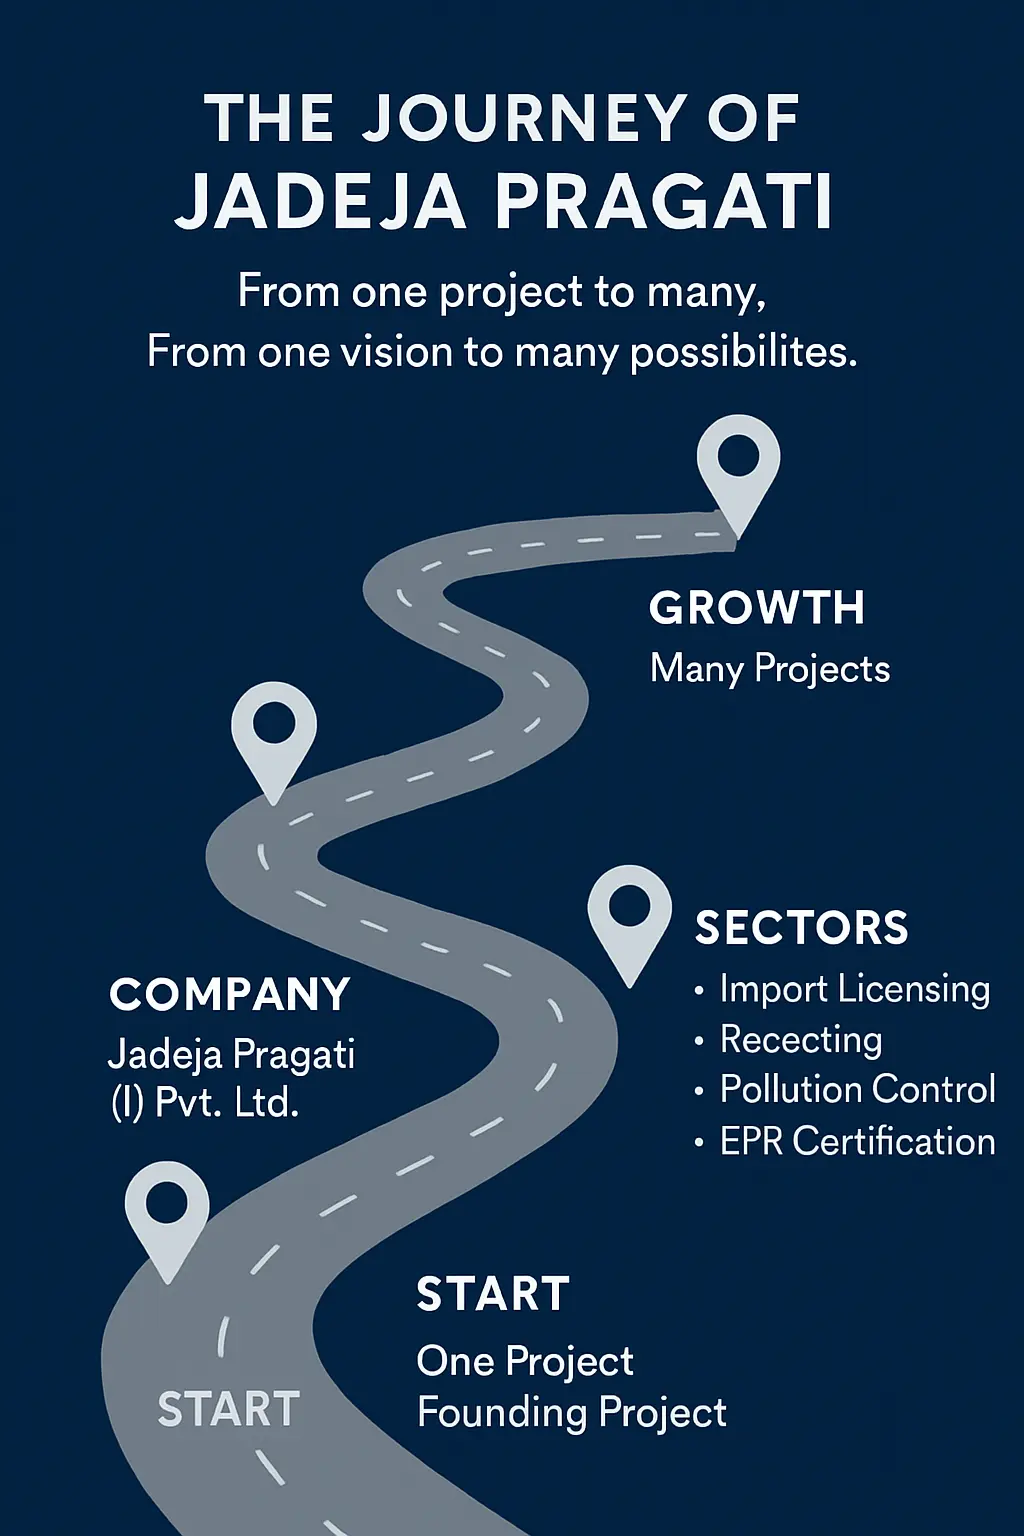 THE JOURNEY OF
JADEJA PRAGATI
From one project to many,
From one vision to many possibilites.
GROWTH
Many Projects
SECTORS
• Import Licensing
• Rececting
• Pollution Control
• EPR Certification
COMPANY
Jadeja Pragati
(I) Pvt. Ltd.
START
One Project
Founding Project
START